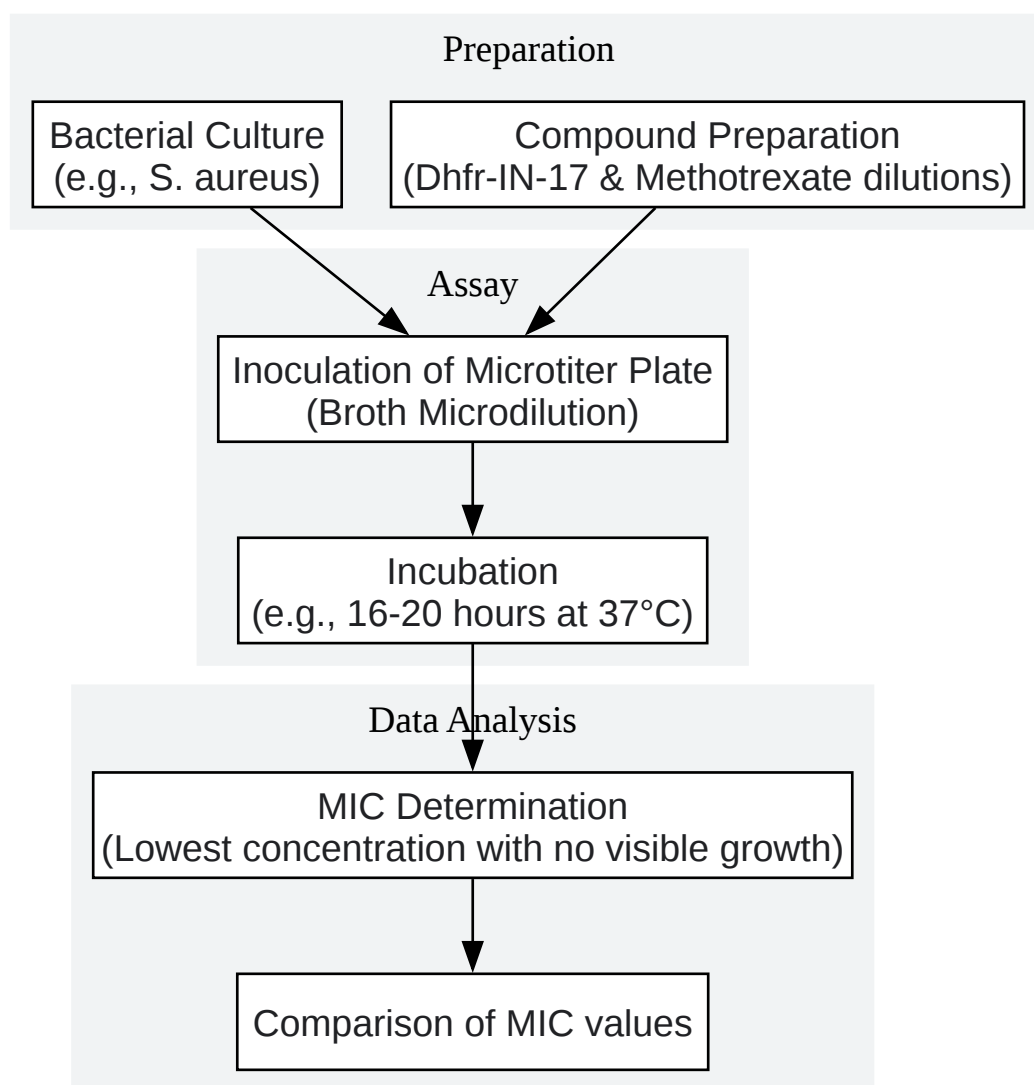 Preparation
Bacterial Culture
(e.g., S. aureus)
Compound Preparation
(Dhfr-IN-17 & Methotrexate dilutions)
Assay
Inoculation of Microtiter Plate
(Broth Microdilution)
Incubation
(e.g., 16-20 hours at 37°C)
Data Analysis
MIC Determination
(Lowest concentration with no visible growth)
Comparison of MIC values